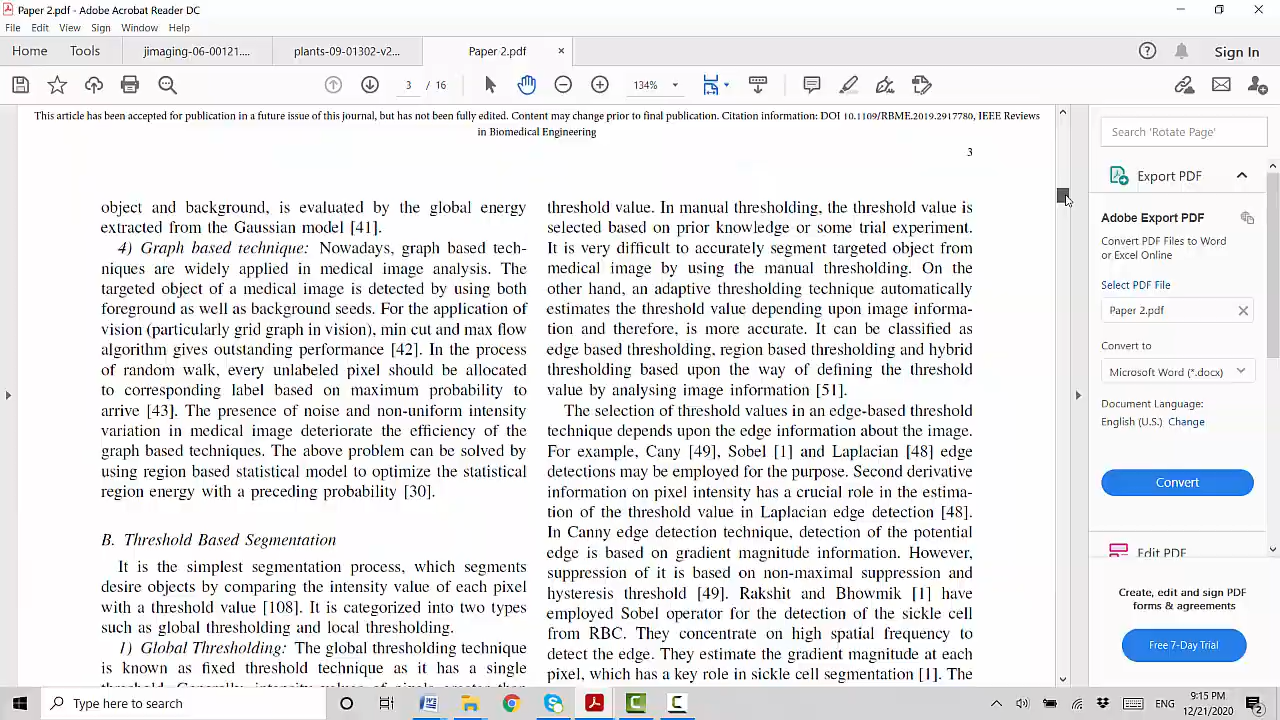 Paper 2.pdf - Adobe Acrobat Reader DC
File Edit View Sign Window Help
Home Tools jimaging-06-00121.... plants-09-01302-v2... Paper 2.pdf × Sign In
3 / 16 134%
This article has been accepted for publication in a future issue of this journal, but has not been fully edited. Content may change prior to final publication. Citation information: DOI 10.1109/RBME.2019.2917780, IEEE Reviews
in Biomedical Engineering
3
object and background, is evaluated by the global energy
extracted from the Gaussian model [41].
4) Graph based technique: Nowadays, graph based tech-
niques are widely applied in medical image analysis. The
targeted object of a medical image is detected by using both
foreground as well as background seeds. For the application of
vision (particularly grid graph in vision), min cut and max flow
algorithm gives outstanding performance [42]. In the process
of random walk, every unlabeled pixel should be allocated
to corresponding label based on maximum probability to
arrive [43]. The presence of noise and non-uniform intensity
variation in medical image deteriorate the efficiency of the
graph based techniques. The above problem can be solved by
using region based statistical model to optimize the statistical
region energy with a preceding probability [30].
B. Threshold Based Segmentation
It is the simplest segmentation process, which segments
desire objects by comparing the intensity value of each pixel
with a threshold value [108]. It is categorized into two types
such as global thresholding and local thresholding.
1) Global Thresholding: The global thresholding technique
is known as fixed threshold technique as it has a single
threshold value. In manual thresholding, the threshold value is
selected based on prior knowledge or some trial experiment.
It is very difficult to accurately segment targeted object from
medical image by using the manual thresholding. On the
other hand, an adaptive thresholding technique automatically
estimates the threshold value depending upon image informa-
tion and therefore, is more accurate. It can be classified as
edge based thresholding, region based thresholding and hybrid
thresholding based upon the way of defining the threshold
value by analysing image information [51].
The selection of threshold values in an edge-based threshold
technique depends upon the edge information about the image.
For example, Cany [49], Sobel [1] and Laplacian [48] edge
detections may be employed for the purpose. Second derivative
information on pixel intensity has a crucial role in the estima-
tion of the threshold value in Laplacian edge detection [48].
In Canny edge detection technique, detection of the potential
edge is based on gradient magnitude information. However,
suppression of it is based on non-maximal suppression and
hysteresis threshold [49]. Rakshit and Bhowmik [1] have
employed Sobel operator for the detection of the sickle cell
from RBC. They concentrate on high spatial frequency to
detect the edge. They estimate the gradient magnitude at each
pixel, which has a key role in sickle cell segmentation [1]. The
Search 'Rotate Page'
Export PDF
Adobe Export PDF
Convert PDF Files to Word
or Excel Online
Select PDF File
Paper 2.pdf
Convert to
Microsoft Word (*.docx)
Document Language:
English (U.S.) Change
Convert
Edit PDF
Create, edit and sign PDF
forms & agreements
Free 7-Day Trial
Type here to search
9:15 PM
12/21/2020
2